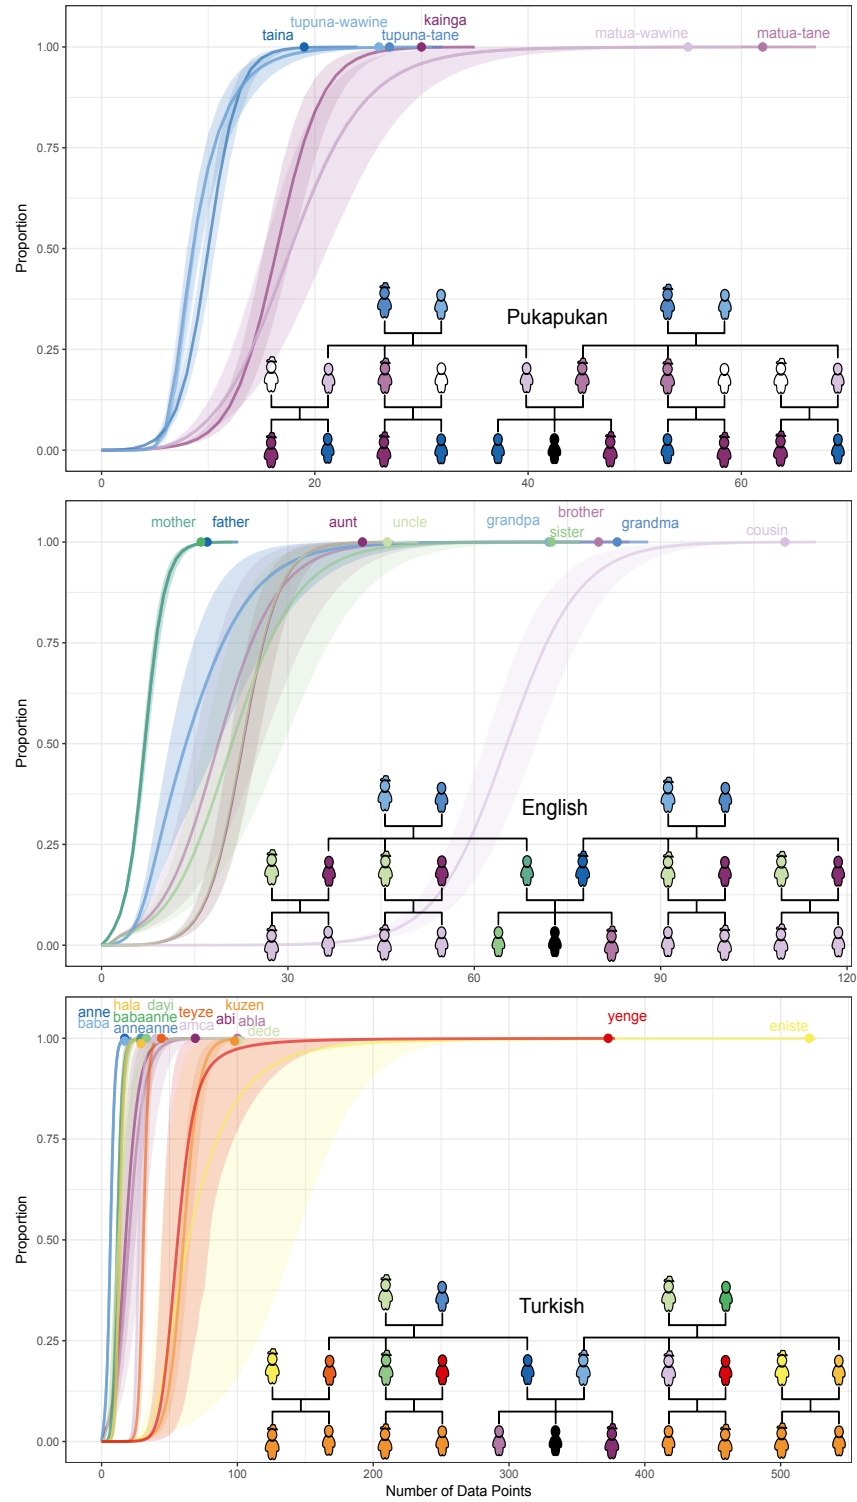 tupuna-wawine
kainga
taina
tupuna-tane
matua-wawine
matua-tane
1.00
0.75
0.50
0.25
0.00
Proportion
Pukapukan
0
20
40
60
mother
father
aunt
uncle
grandpa
sister
brother
grandma
cousin
1.00
0.75
0.50
0.25
0.00
Proportion
English
0
30
60
90
120
anne
baba
hala
dayi
babaanne
anneanne
teyze
amca
kuzen
abi
abla
dede
yenge
eniste
1.00
0.75
0.50
0.25
0.00
Proportion
Turkish
0
100
200
300
400
500
Number of Data Points